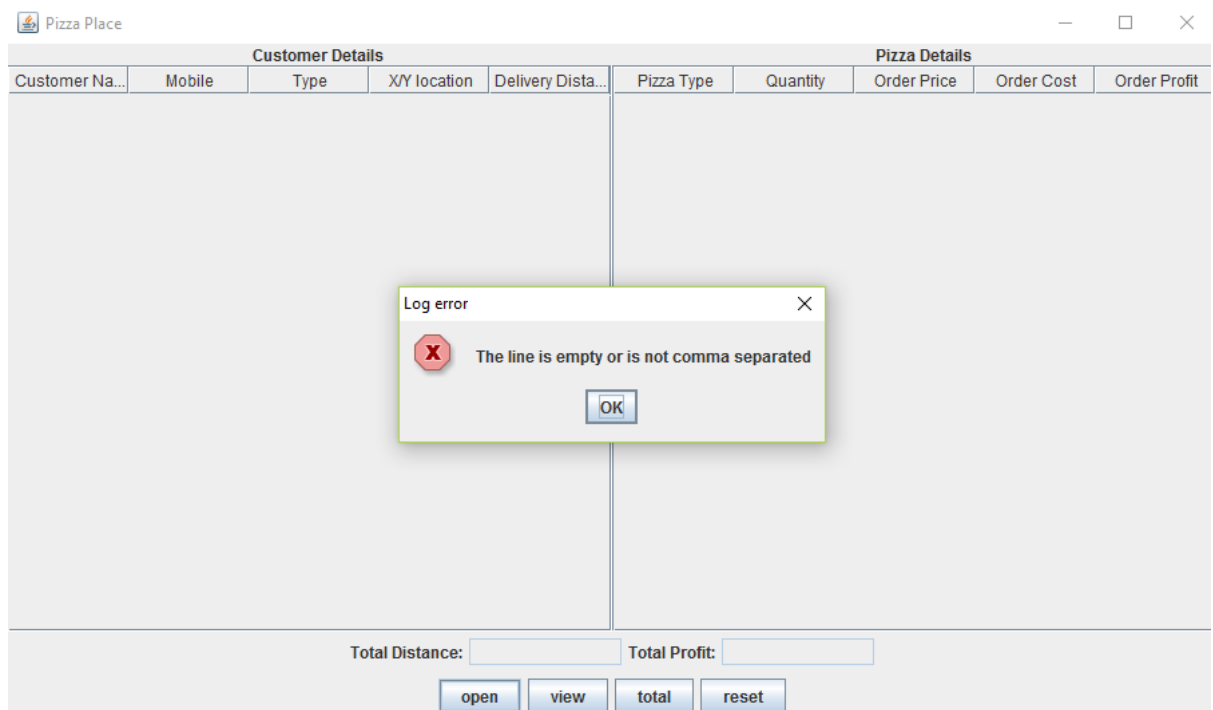 Pizza Place
Customer Details Pizza Details
Customer Na... Mobile Type X/Y location Delivery Dista... Pizza Type Quantity Order Price Order Cost Order Profit
Log error
X
The line is empty or is not comma separated
OK
Total Distance: Total Profit:
open view total reset